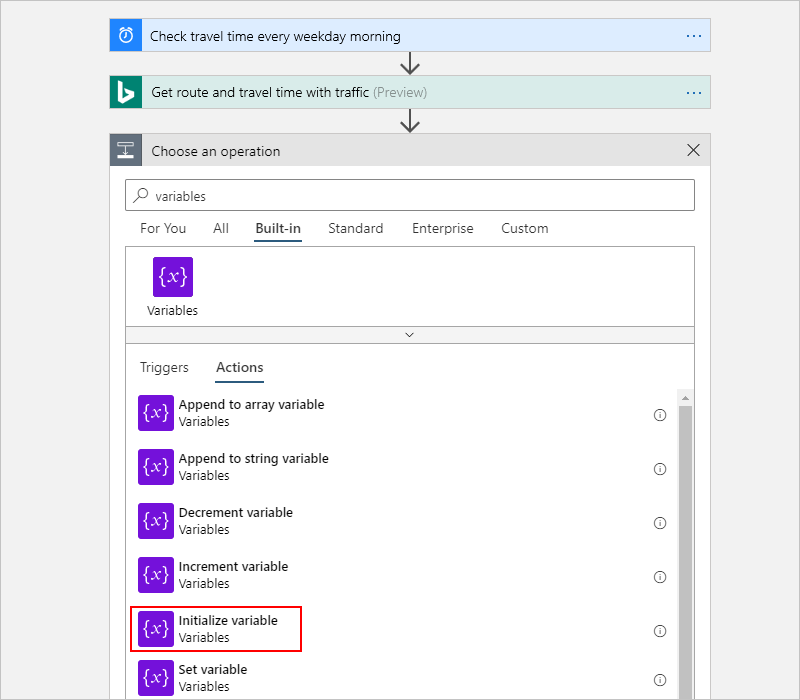 Check travel time every weekday morning ...
Get route and travel time with traffic (Preview) ...
Choose an operation
variables
For You All Built-in Standard Enterprise Custom
{x}
Variables
Triggers Actions
{x} Append to array variable
Variables
{x} Append to string variable
Variables
{x} Decrement variable
Variables
{x} Increment variable
Variables
{x} Initialize variable
Variables
{x} Set variable
Variables